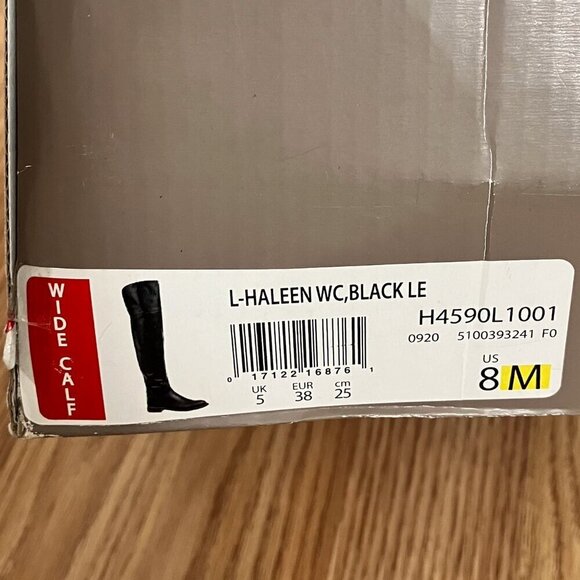 WIDE CALF
L-HALEEN WC,BLACK LE
H4590L1001
0920 5100393241 F0
0 17122 16876 1
UK EUR cm
5 38 25
US
8 M